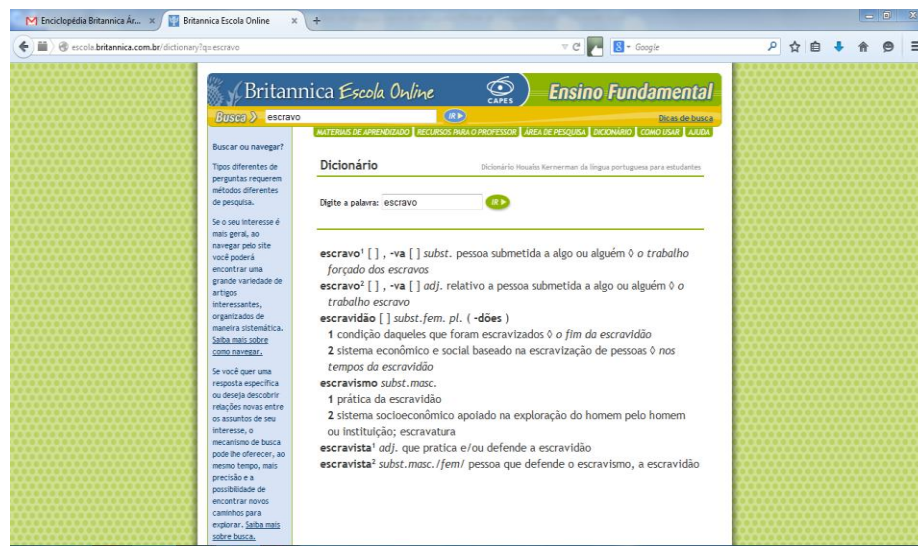 Enciclopédia Britannica Ár... ×
Britannica Escola Online ×
escola.britannica.com.br/dictionary?q=escravo
Google
Britannica Escola Online
CAPES
Ensino Fundamental
Busca
escravo
IR
Dicas de busca
MATERIAIS DE APRENDIZADO | RECURSOS PARA O PROFESSOR | ÁREA DE PESQUISA | DICIONÁRIO | COMO USAR | AJUDA
Buscar ou navegar?
Tipos diferentes de
perguntas requerem
métodos diferentes
de pesquisa.
Se o seu interesse é
mais geral, ao
navegar pelo site
você poderá
encontrar uma
grande variedade de
artigos
interessantes,
organizados de
maneira sistemática.
Saiba mais sobre
como navegar.
Se você quer uma
resposta específica
ou deseja descobrir
relações novas entre
os assuntos de seu
interesse, o
mecanismo de busca
pode lhe oferecer, ao
mesmo tempo, mais
precisão e a
possibilidade de
encontrar novos
caminhos para
explorar. Saiba mais
sobre busca.
Dicionário
Dicionário Houaiss Kernerman da língua portuguesa para estudantes
Digite a palavra: escravo
IR
escravo¹ [ ] , -va [ ] subst. pessoa submetida a algo ou alguém ◊ o trabalho
forçado dos escravos
escravo² [ ] , -va [ ] adj. relativo a pessoa submetida a algo ou alguém ◊ o
trabalho escravo
escravidão [ ] subst.fem. pl. ( -dões )
1 condição daqueles que foram escravizados ◊ o fim da escravidão
2 sistema econômico e social baseado na escravização de pessoas ◊ nos
tempos da escravidão
escravismo subst.masc.
1 prática da escravidão
2 sistema socioeconômico apoiado na exploração do homem pelo homem
ou instituição; escravatura
escravista¹ adj. que pratica e/ou defende a escravidão
escravista² subst.masc./fem/ pessoa que defende o escravismo, a escravidão